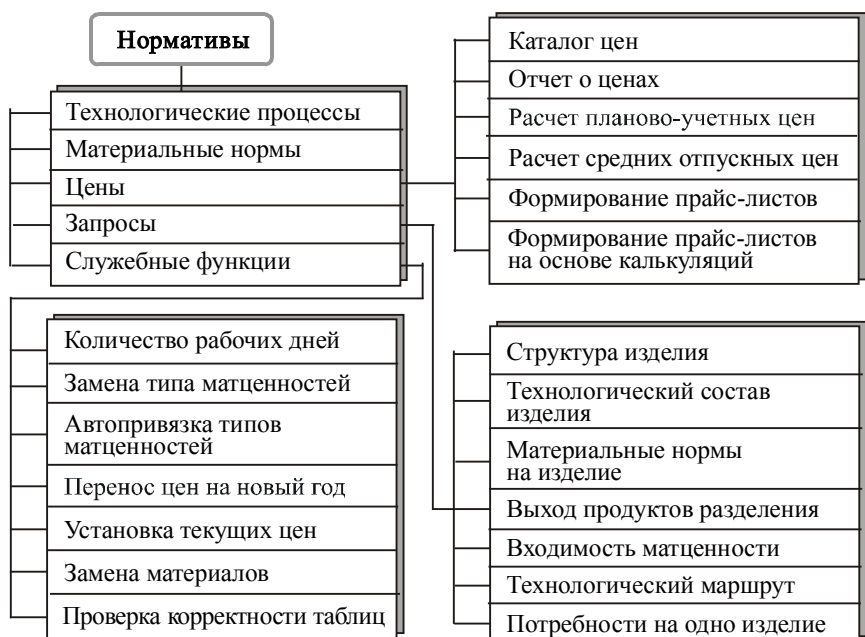 Нормативы
Технологические процессы
Материальные нормы
Цены
Запросы
Служебные функции
Каталог цен
Отчет о ценах
Расчет планово-учетных цен
Расчет средних отпускных цен
Формирование прайс-листов
Формирование прайс-листов
на основе калькуляций
Количество рабочих дней
Замена типа матценностей
Автопривязка типов
матценностей
Перенос цен на новый год
Установка текущих цен
Замена материалов
Проверка корректности таблиц
Структура изделия
Технологический состав
изделия
Материальные нормы
на изделие
Выход продуктов разделения
Входимость матценности
Технологический маршрут
Потребности на одно изделие